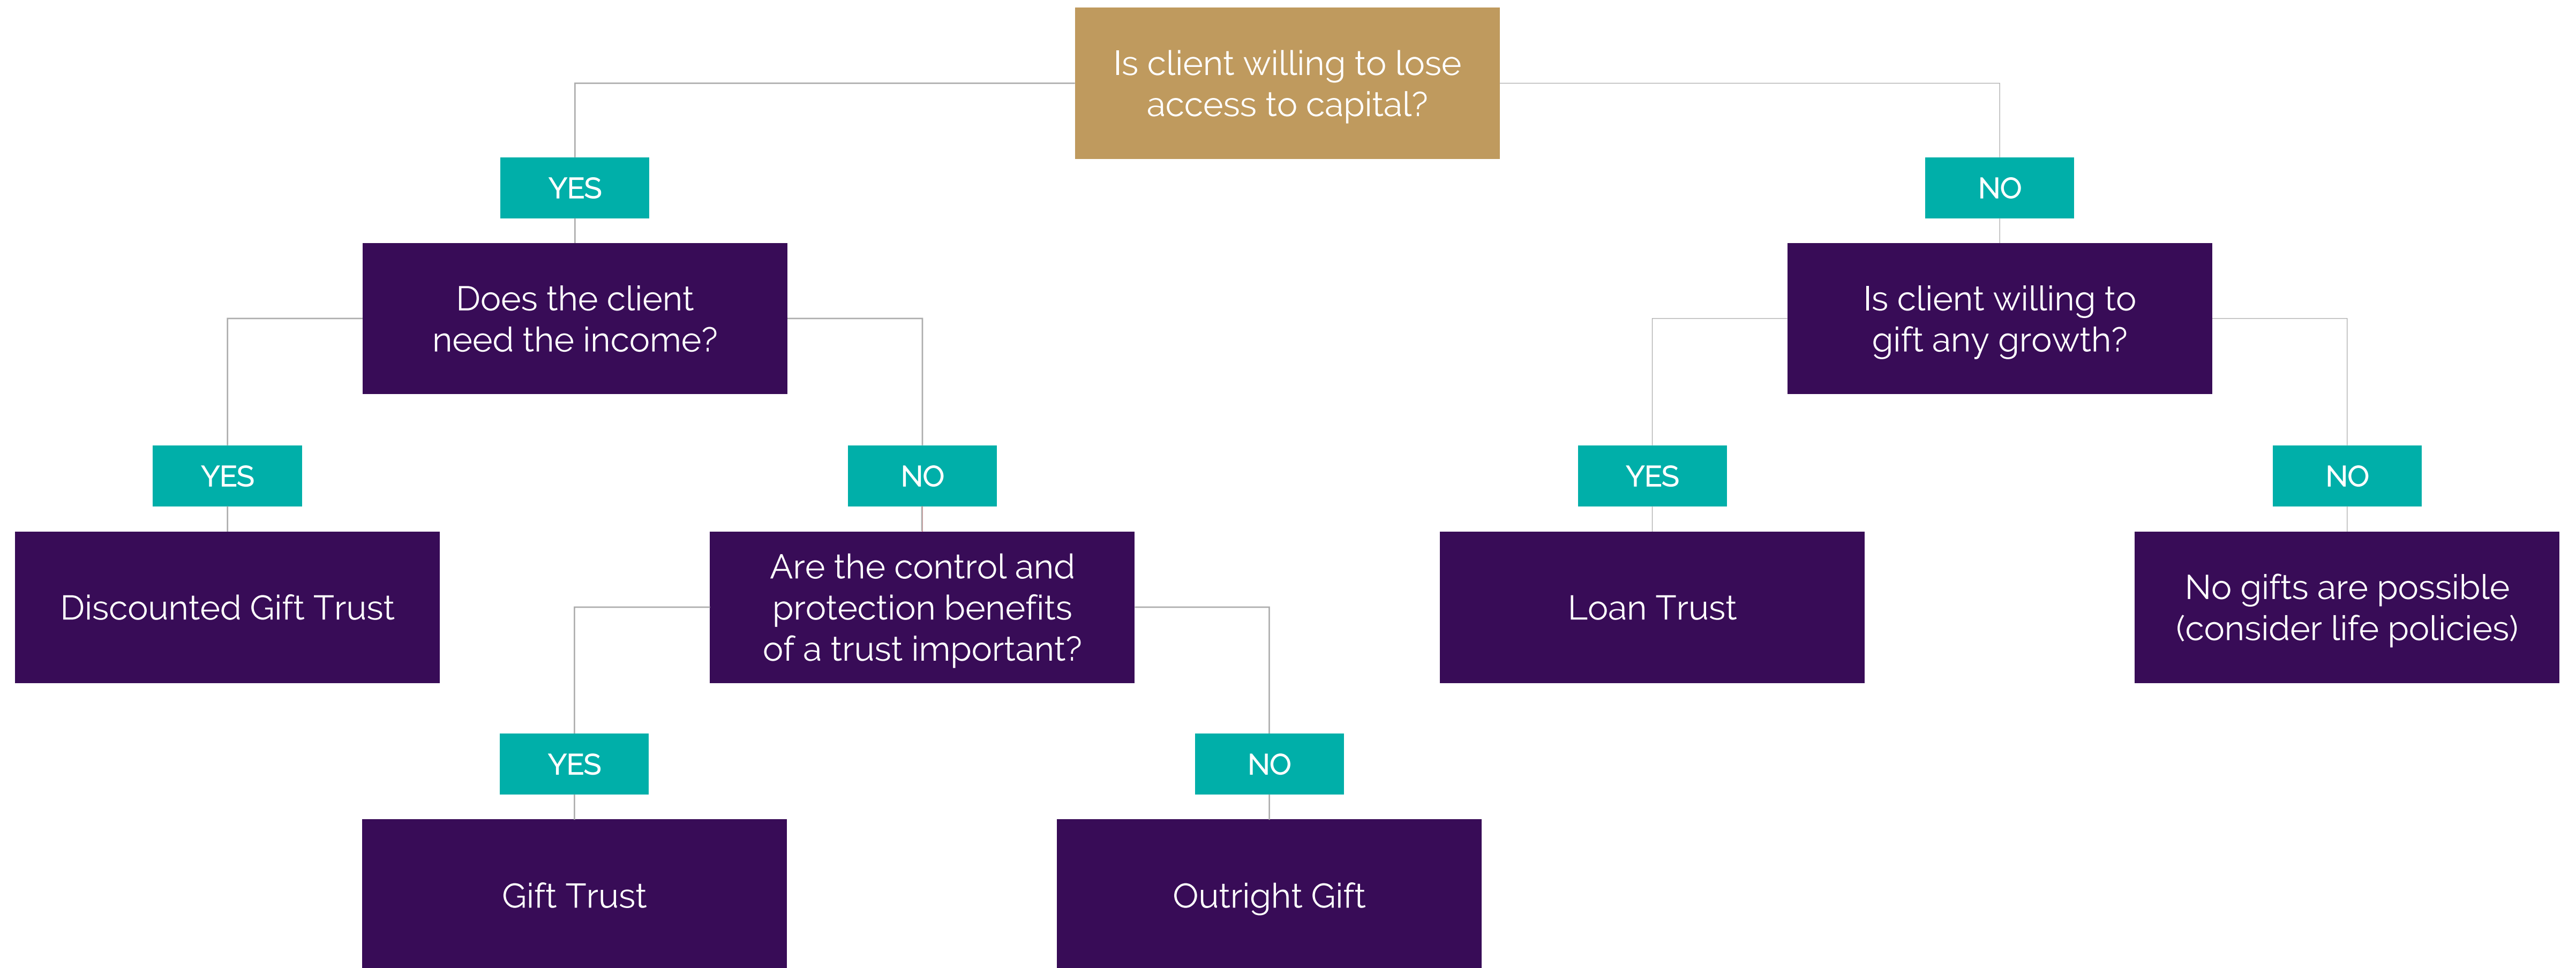 Is client willing to lose
access to capital?
YES
NO
Does the client
need the income?
Is client willing to
gift any growth?
YES
NO
YES
NO
Discounted Gift Trust
Are the control and
protection benefits
of a trust important?
Loan Trust
No gifts are possible
(consider life policies)
YES
NO
Gift Trust
Outright Gift